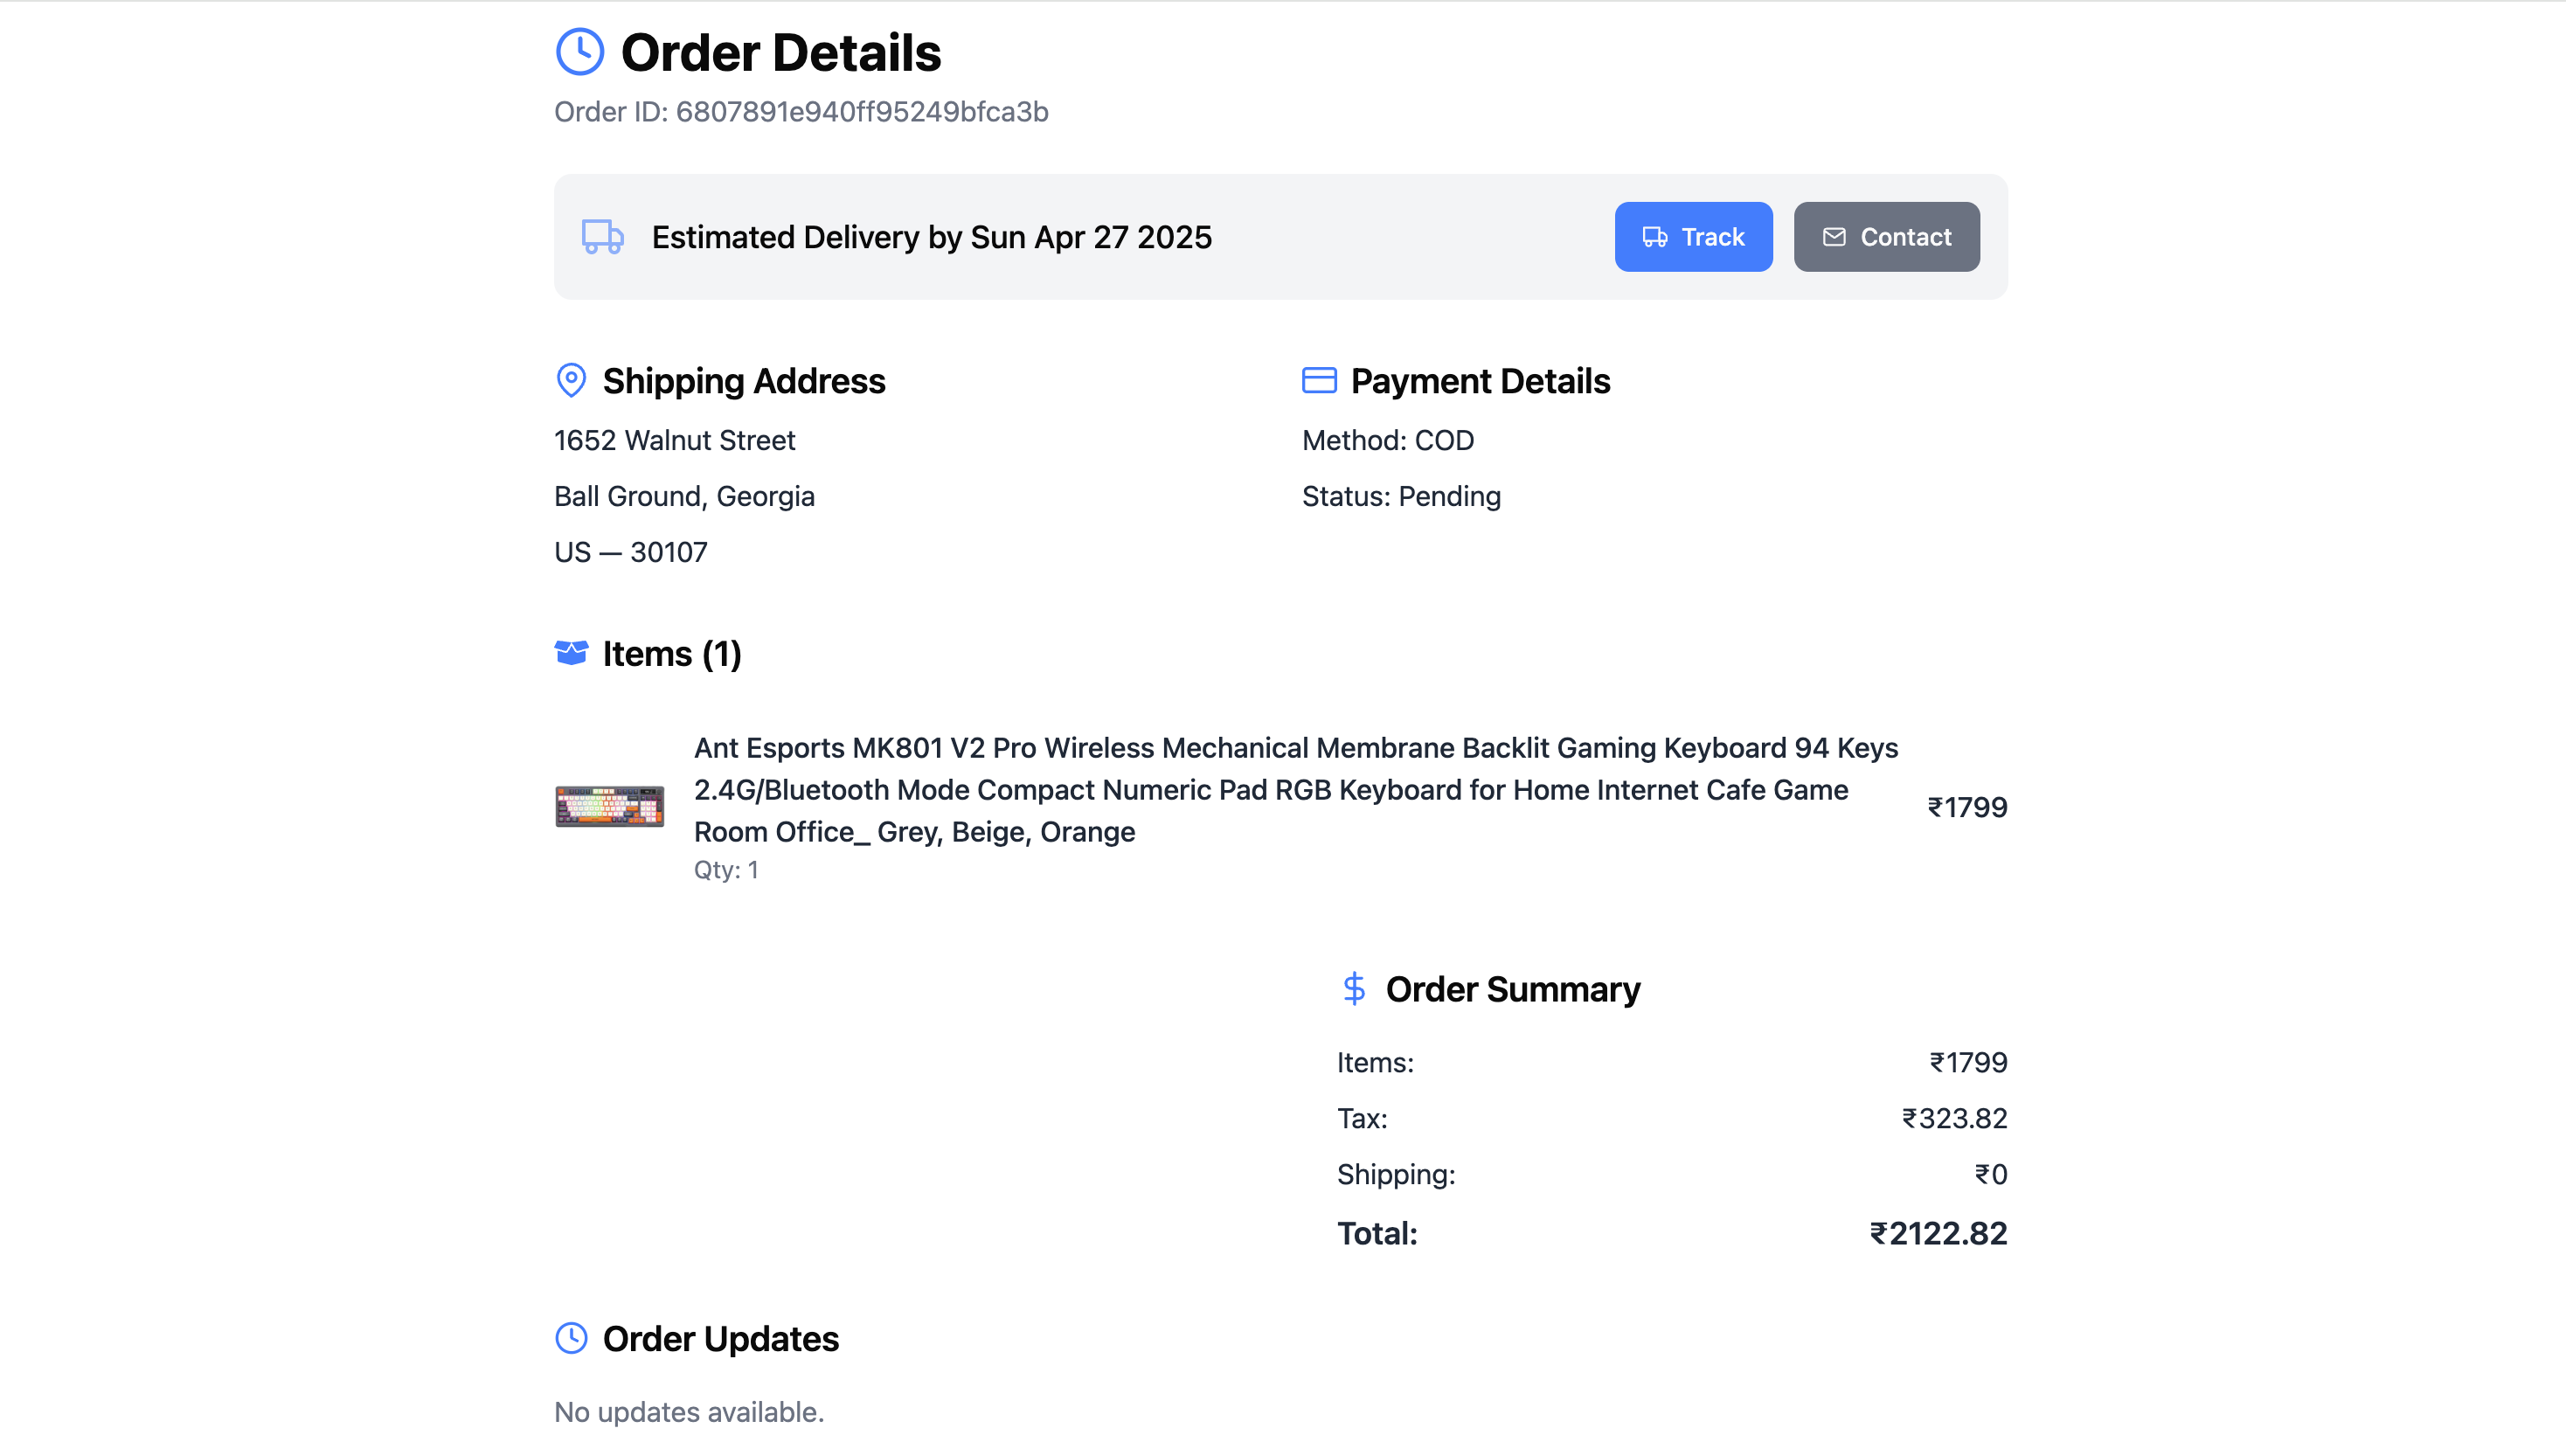 Order Details
Order ID: 6807891e940ff95249bfca3b
Estimated Delivery by Sun Apr 27 2025
Track
Contact
Shipping Address
1652 Walnut Street
Ball Ground, Georgia
US — 30107
Payment Details
Method: COD
Status: Pending
Items (1)
Ant Esports MK801 V2 Pro Wireless Mechanical Membrane Backlit Gaming Keyboard 94 Keys
2.4G/Bluetooth Mode Compact Numeric Pad RGB Keyboard for Home Internet Cafe Game
Room Office_ Grey, Beige, Orange
Qty: 1
₹1799
Order Summary
Items: ₹1799
Tax: ₹323.82
Shipping: ₹0
Total: ₹2122.82
Order Updates
No updates available.